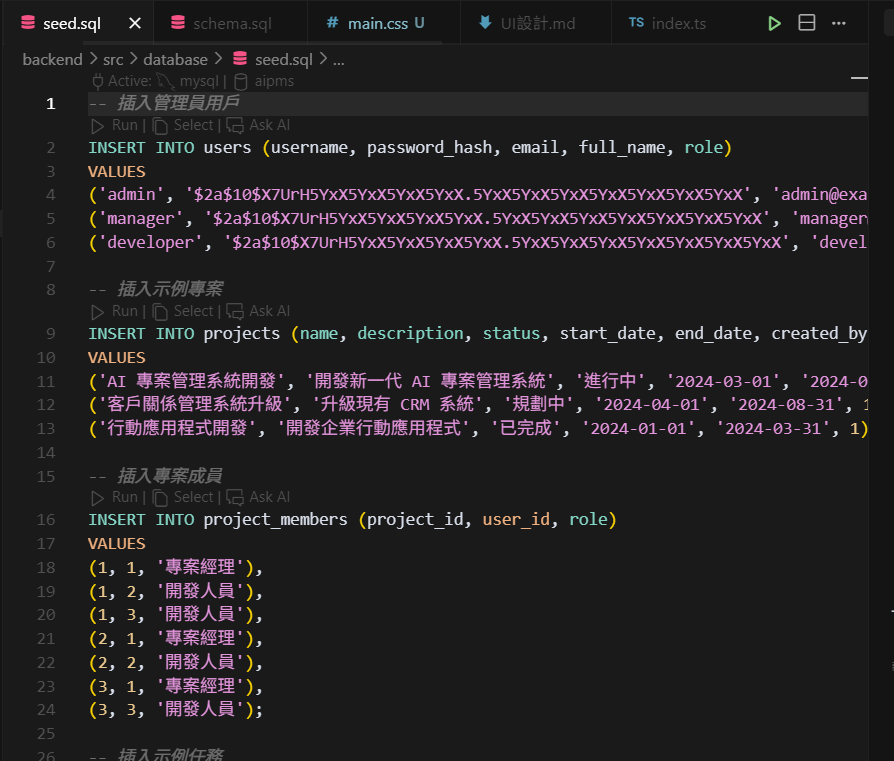 seed.sql schema.sql main.css U UI設計.md index.ts
backend > src > database > seed.sql > ...
Active: mysql | aipms
1 -- 插入管理員用戶
Run | Select | Ask AI
2 INSERT INTO users (username, password_hash, email, full_name, role)
3 VALUES
4 ('admin', '$2a$10$X7UrH5YxX5YxX5YxX5YxX.5YxX5YxX5YxX5YxX5YxX5YxX5YxX', 'admin@exa
5 ('manager', '$2a$10$X7UrH5YxX5YxX5YxX5YxX.5YxX5YxX5YxX5YxX5YxX5YxX5YxX', 'manager
6 ('developer', '$2a$10$X7UrH5YxX5YxX5YxX5YxX.5YxX5YxX5YxX5YxX5YxX5YxX5YxX', 'devel
7
8 -- 插入示例專案
Run | Select | Ask AI
9 INSERT INTO projects (name, description, status, start_date, end_date, created_by
10 VALUES
11 ('AI 專案管理系統開發', '開發新一代 AI 專案管理系統', '進行中', '2024-03-01', '2024-0
12 ('客戶關係管理系統升級', '升級現有 CRM 系統', '規劃中', '2024-04-01', '2024-08-31', 1
13 ('行動應用程式開發', '開發企業行動應用程式', '已完成', '2024-01-01', '2024-03-31', 1)
14
15 -- 插入專案成員
Run | Select | Ask AI
16 INSERT INTO project_members (project_id, user_id, role)
17 VALUES
18 (1, 1, '專案經理'),
19 (1, 2, '開發人員'),
20 (1, 3, '開發人員'),
21 (2, 1, '專案經理'),
22 (2, 2, '開發人員'),
23 (3, 1, '專案經理'),
24 (3, 3, '開發人員');
25
26 -- 插入示例任務